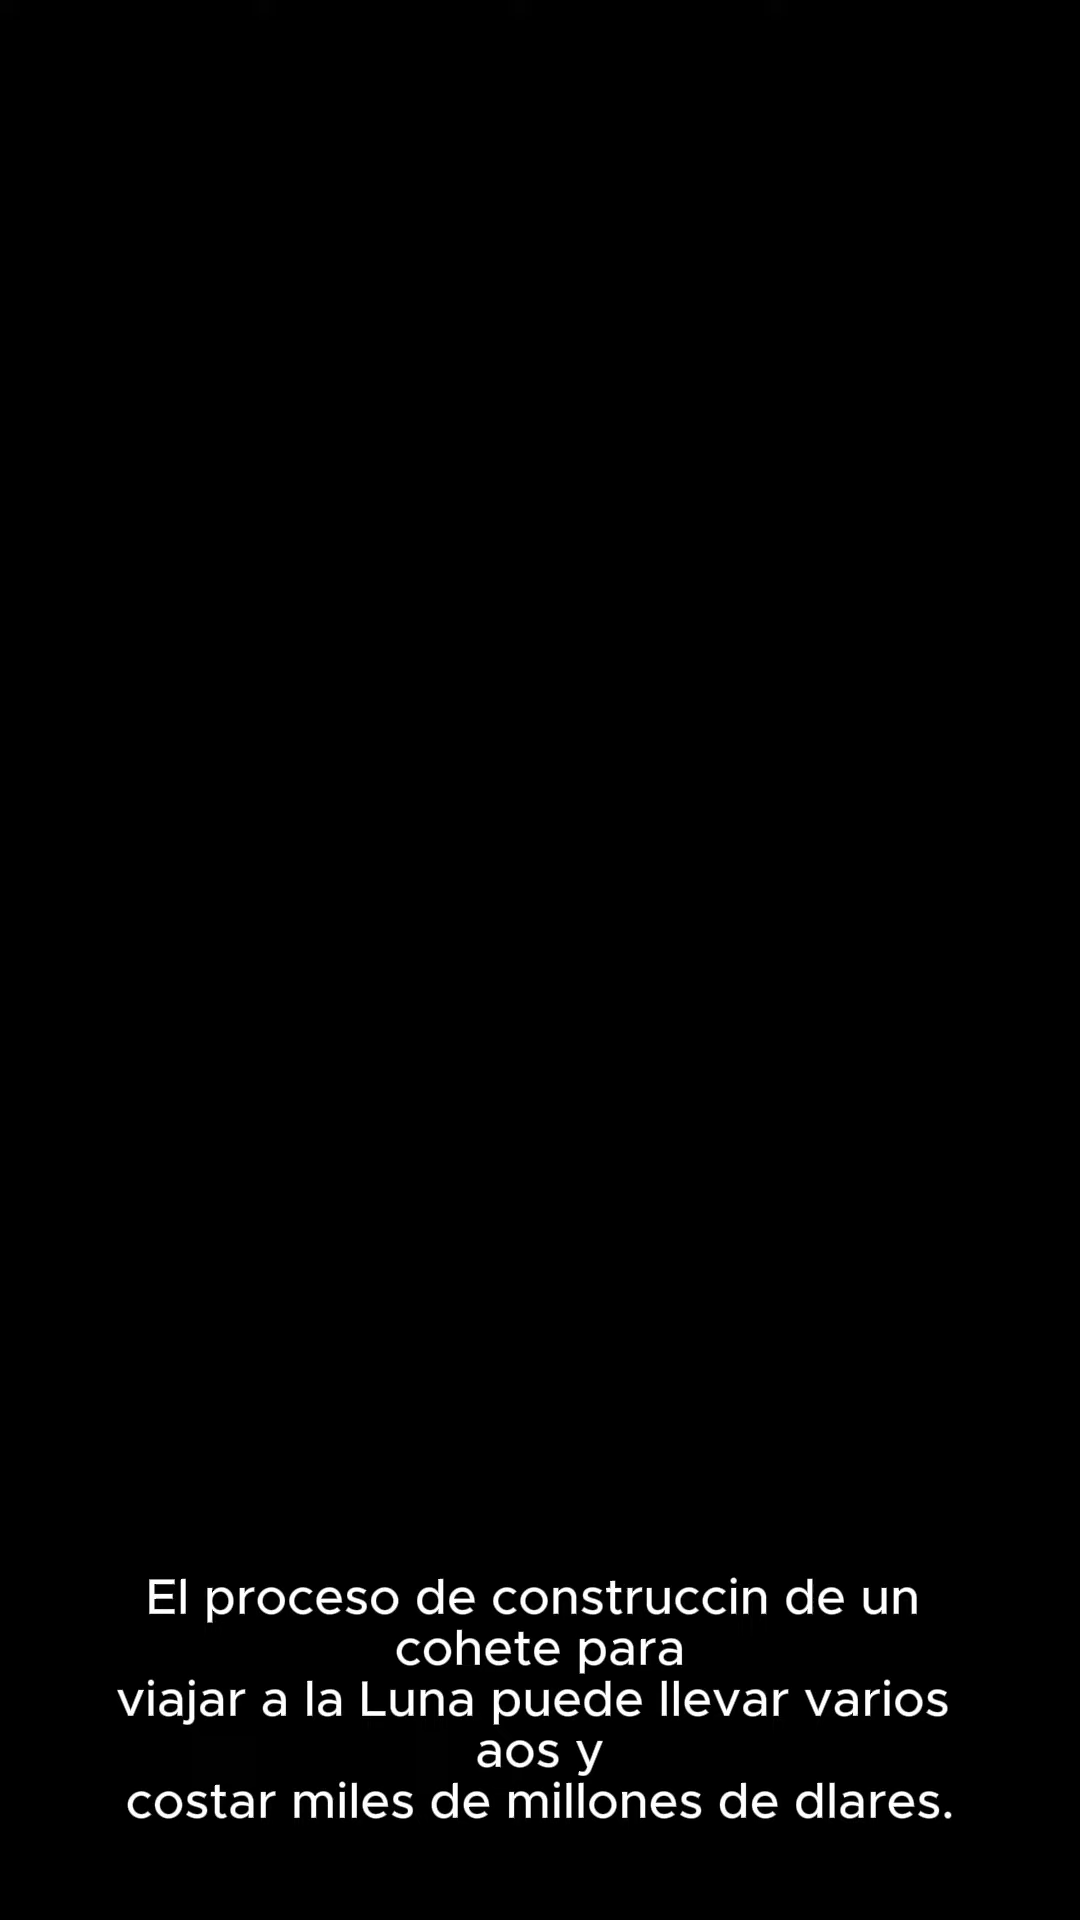 El proceso de construccin de un
cohete para
viajar a la Luna puede llevar varios
aos y
costar miles de millones de dlares.